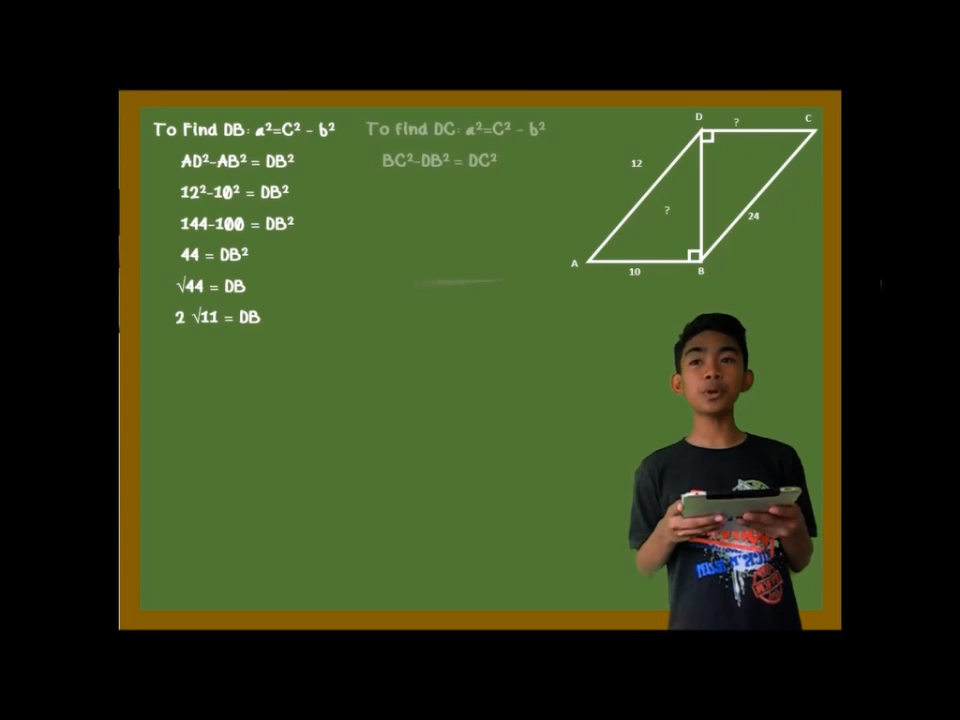 To Find DB: a²=C² - b²
AD²-AB² = DB²
12²-10² = DB²
144-100 = DB²
44 = DB²
√44 = DB
2 √11 = DB
To find DC: a²=C² - b²
BC²-DB² = DC²
D
?
C
12
?
24
A
10
B